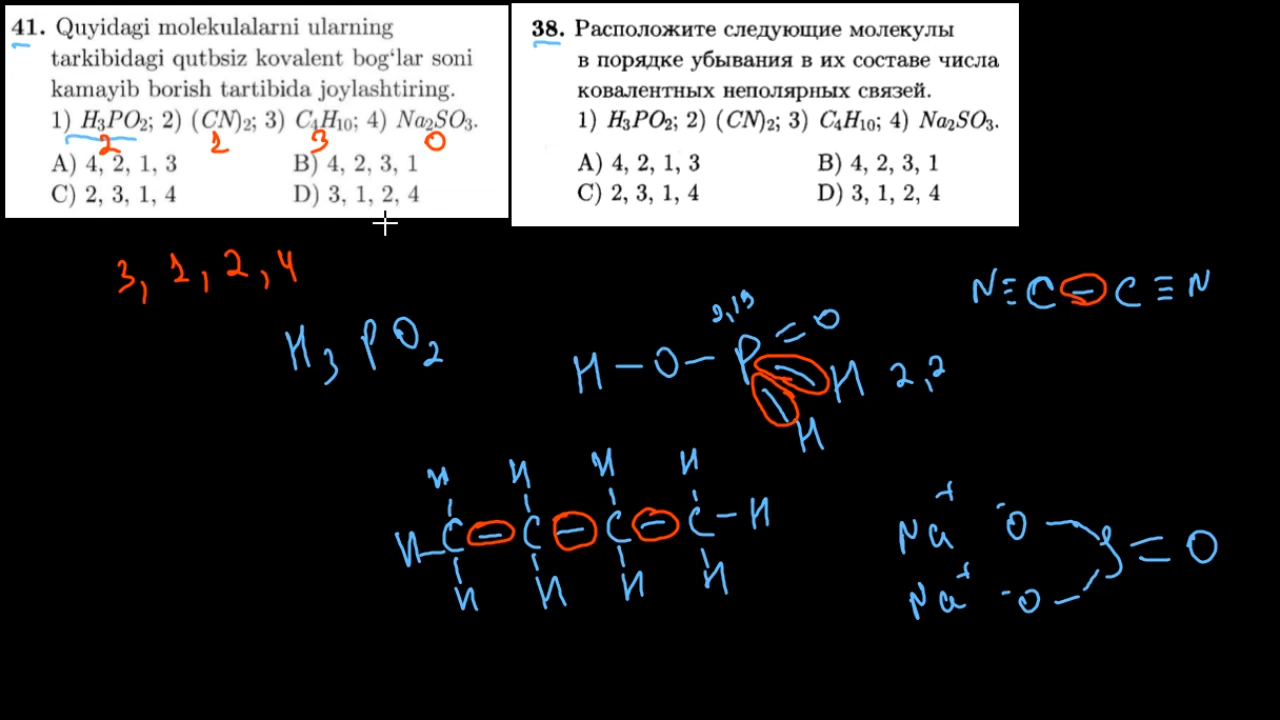 41. Quyidagi molekulalarni ularning
tarkibidagi qutbsiz kovalent bog‘lar soni
kamayib borish tartibida joylashtiring.
1) H₃PO₂; 2) (CN)₂; 3) C₄H₁₀; 4) Na₂SO₃.
2 1 3 0
A) 4, 2, 1, 3 B) 4, 2, 3, 1
C) 2, 3, 1, 4 D) 3, 1, 2, 4
38. Расположите следующие молекулы
в порядке убывания в их составе числа
ковалентных неполярных связей.
1) H₃PO₂; 2) (CN)₂; 3) C₄H₁₀; 4) Na₂SO₃.
A) 4, 2, 1, 3 B) 4, 2, 3, 1
C) 2, 3, 1, 4 D) 3, 1, 2, 4
3, 1, 2, 4
H₃PO₂
N≡C–C≡N
2,19
H–O–P=O
H 2,2
H
H H H H
H–C–C–C–C–H
H H H H
Na⁺ ⁻O–S=O
Na⁺ ⁻O–